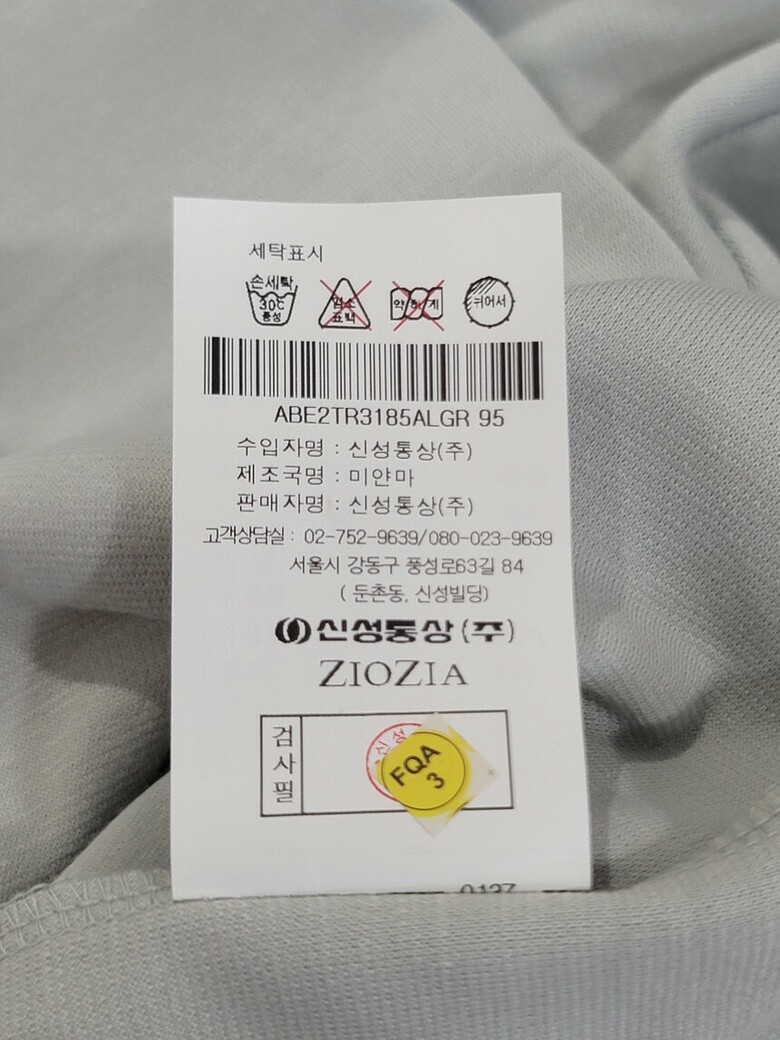 세탁표시
손세탁 30℃ 중성
염소 표백
약하게
뉘어서
ABE2TR3185ALGR 95
수입자명 : 신성통상(주)
제조국명 : 미얀마
판매자명 : 신성통상(주)
고객상담실 : 02-752-9639/080-023-9639
서울시 강동구 풍성로63길 84
( 둔촌동, 신성빌딩)
신성통상(주)
ZIOZIA
검사필
신성
FQA
3